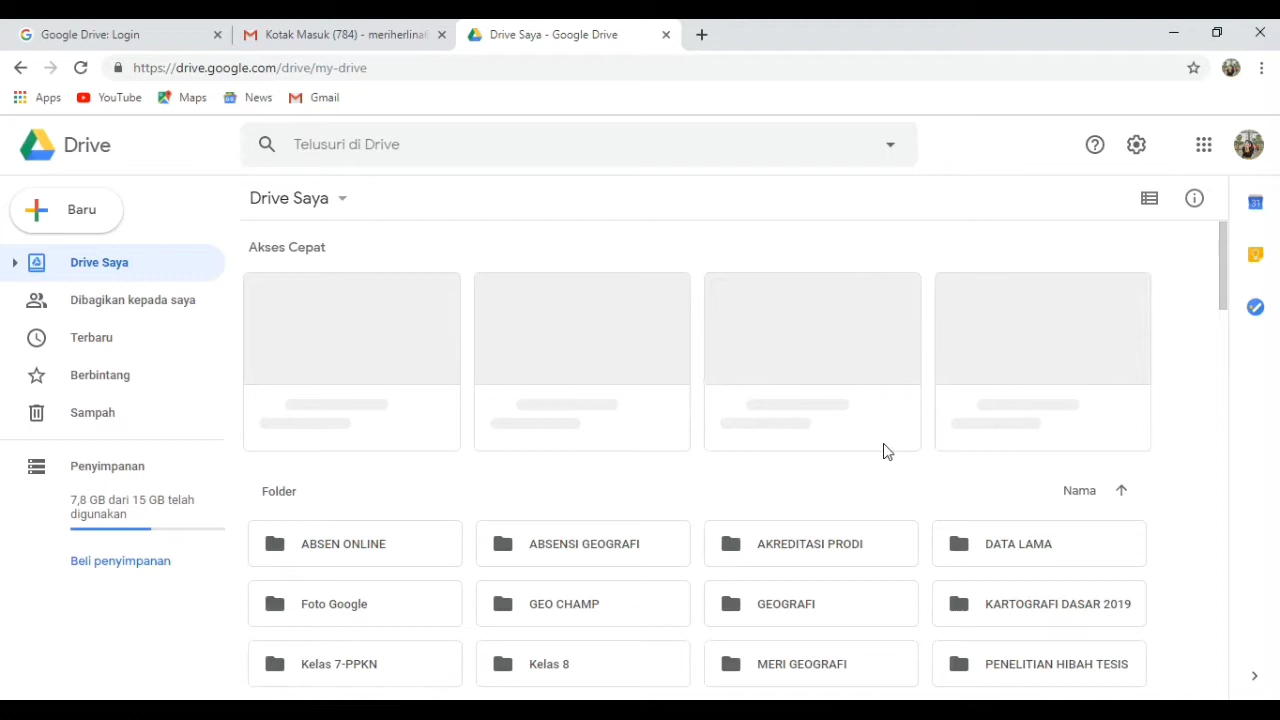 Google Drive: Login
Kotak Masuk (784) - meriherlina
Drive Saya - Google Drive
https://drive.google.com/drive/my-drive
Apps
YouTube
Maps
News
Gmail
Drive
Telusuri di Drive
Baru
Drive Saya
31
Akses Cepat
Drive Saya
Dibagikan kepada saya
Terbaru
Berbintang
Sampah
Penyimpanan
7,8 GB dari 15 GB telah
digunakan
Beli penyimpanan
Folder
Nama
ABSEN ONLINE
ABSENSI GEOGRAFI
AKREDITASI PRODI
DATA LAMA
Foto Google
GEO CHAMP
GEOGRAFI
KARTOGRAFI DASAR 2019
Kelas 7-PPKN
Kelas 8
MERI GEOGRAFI
PENELITIAN HIBAH TESIS